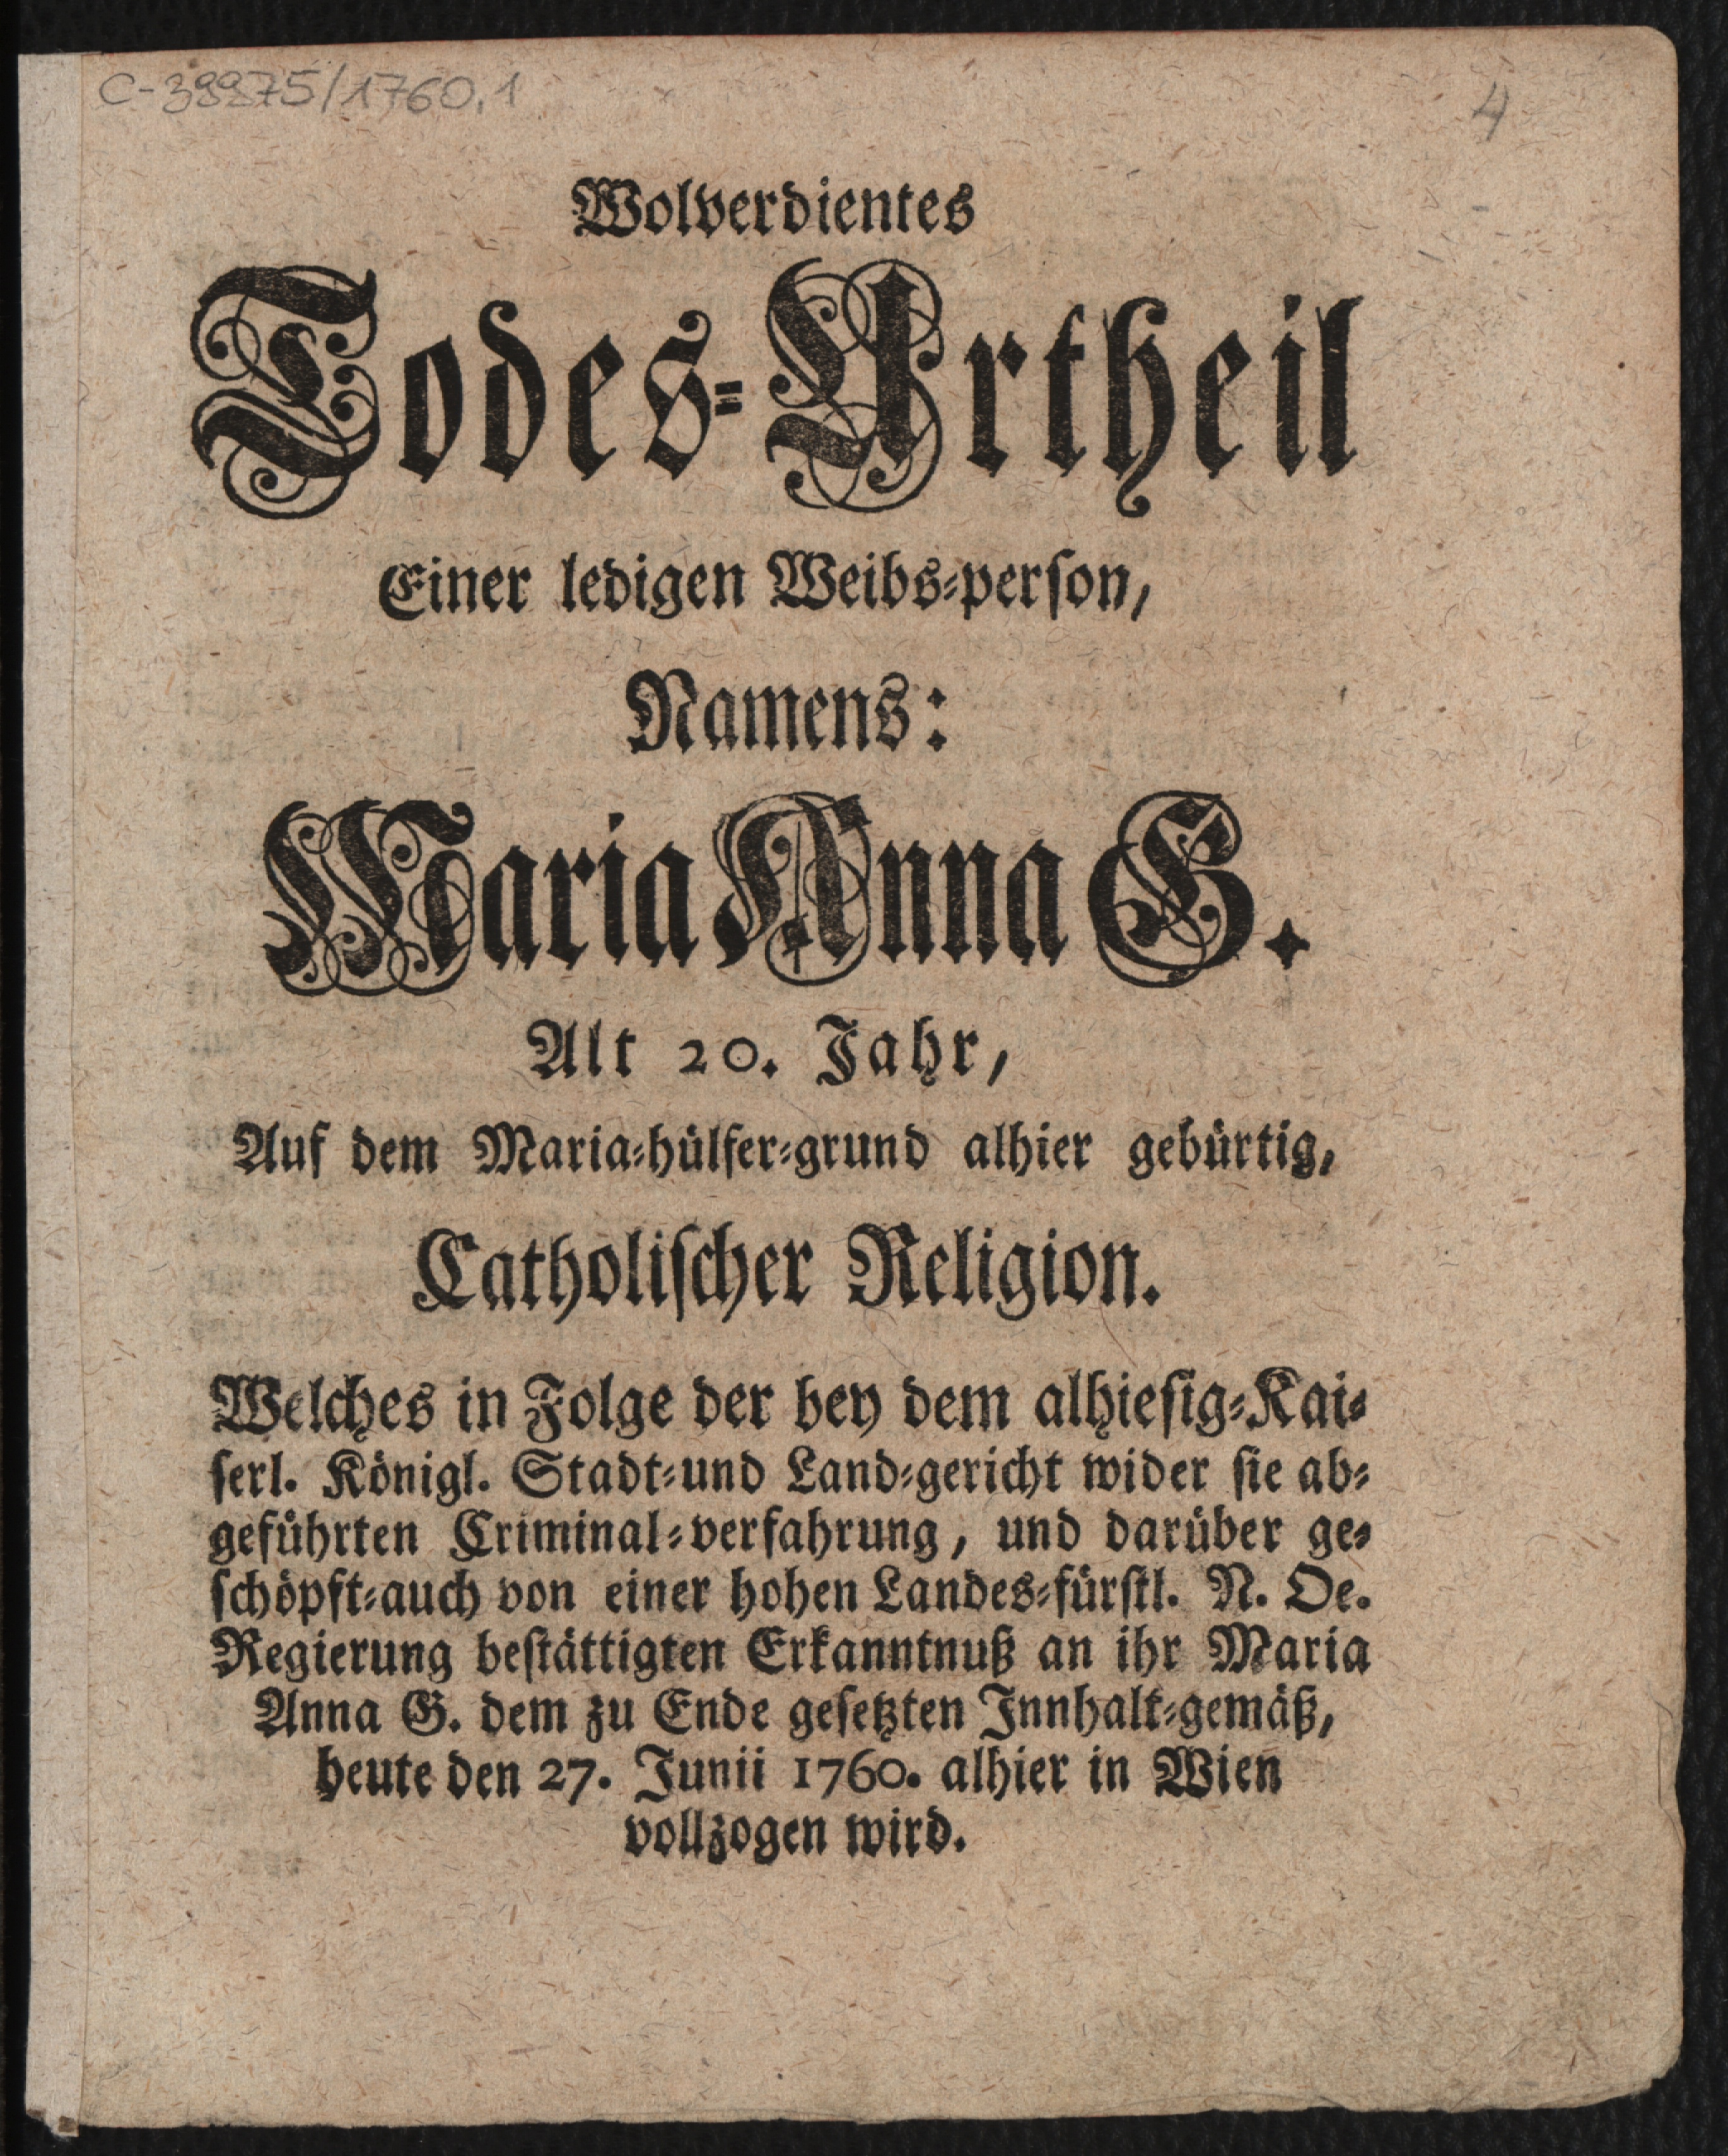 C-39975/1760,1
4
Wolverdientes
Todes-Urtheil
Einer ledigen Weibs-person,
Namens:
Maria Anna G.
Alt 20. Jahr,
Auf dem Maria-hülfer-grund alhier gebürtig,
Catholischer Religion.
Welches in Folge der bey dem alhiesig-Kai-
serl. Königl. Stadt-und Land-gericht wider sie ab-
geführten Criminal-verfahrung, und darüber ge-
schöpft-auch von einer hohen Landes-fürstl. N. Oe.
Regierung bestättigten Erkanntnuß an ihr Maria
Anna G. dem zu Ende gesetzten Innhalt-gemäß,
heute den 27. Junii 1760. alhier in Wien
vollzogen wird.